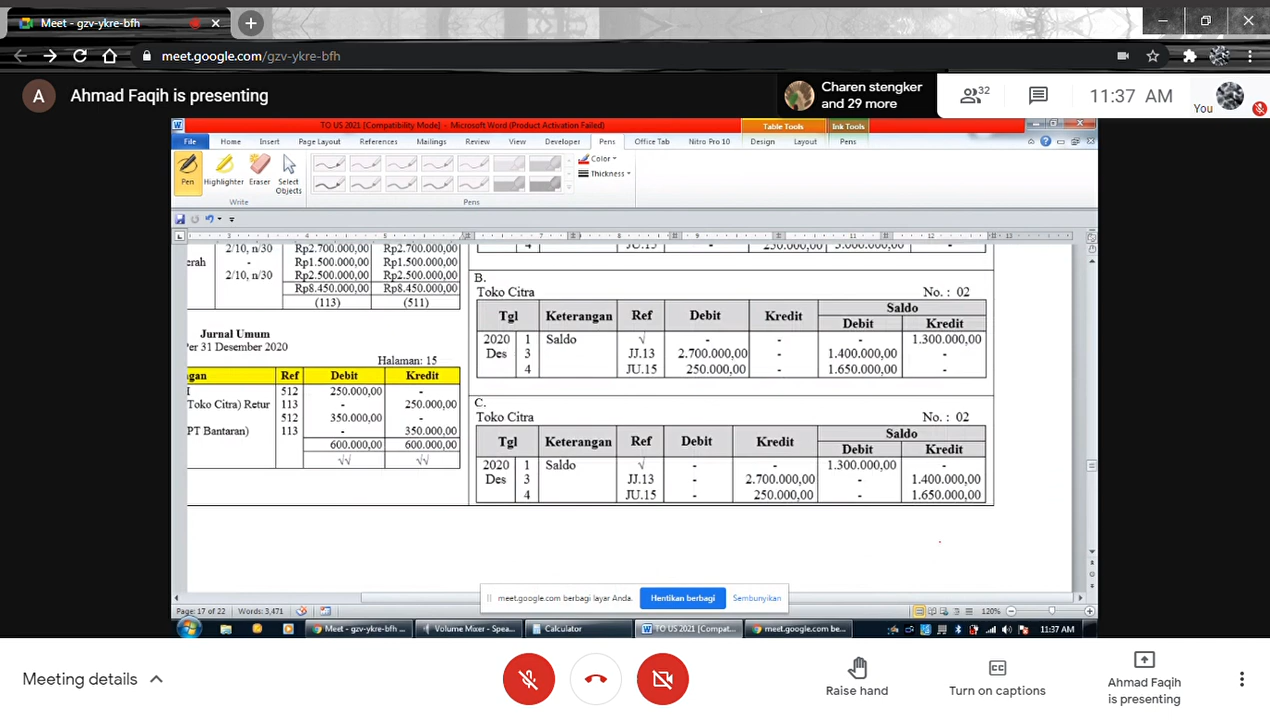 Meet - gzv-ykre-bfh
meet.google.com/gzv-ykre-bfh
A
Ahmad Faqih is presenting
Charen stengker
and 29 more
32
11:37 AM
You
TO US 2021 [Compatibility Mode] - Microsoft Word (Product Activation Failed)
Table Tools
Ink Tools
File
Home
Insert
Page Layout
References
Mailings
Review
View
Developer
Pens
Office Tab
Nitro Pro 10
Design
Layout
Pens
Pen
Highlighter
Eraser
Select
Objects
Color
Thickness
Write
Pens
2/10, n/30 Rp2.700.000,00 Rp2.700.000,00
erah - Rp1.500.000,00 Rp1.500.000,00
2/10, n/30 Rp2.500.000,00 Rp2.500.000,00
Rp8.450.000,00 Rp8.450.000,00
(113) (511)
Jurnal Umum
Per 31 Desember 2020
Halaman: 15
gan Ref Debit Kredit
512 250.000,00 -
Toko Citra) Retur 113 - 250.000,00
512 350.000,00 -
PT Bantaran) 113 - 350.000,00
600.000,00 600.000,00
√√ √√
4 JU.15 - 250.000,00 3.000.000,00
B.
Toko Citra No. : 02
Tgl Keterangan Ref Debit Kredit Saldo
Debit Kredit
2020 1 Saldo √ - - - 1.300.000,00
Des 3 JJ.13 2.700.000,00 - 1.400.000,00 -
4 JU.15 250.000,00 - 1.650.000,00 -
C.
Toko Citra No. : 02
Tgl Keterangan Ref Debit Kredit Saldo
Debit Kredit
2020 1 Saldo √ - - 1.300.000,00 -
Des 3 JJ.13 - 2.700.000,00 - 1.400.000,00
4 JU.15 - 250.000,00 - 1.650.000,00
meet.google.com berbagi layar Anda.
Hentikan berbagi
Sembunyikan
Page: 17 of 22
Words: 3,471
120%
Meet - gzv-ykre-bfh ...
Volume Mixer - Spea...
Calculator
TO US 2021 [Compat...
meet.google.com be...
11:37 AM
Meeting details
Raise hand
Turn on captions
Ahmad Faqih
is presenting